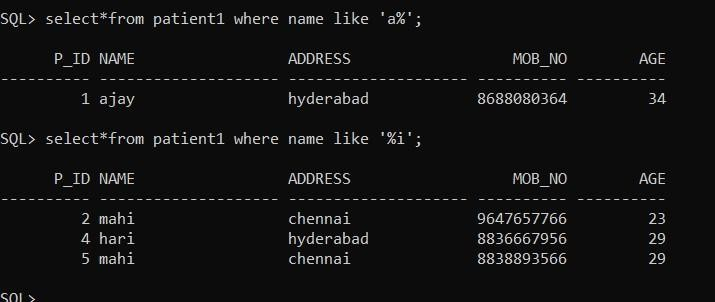 SQL> select*from patient1 where name like 'a%';
      P_ID NAME                 ADDRESS                  MOB_NO        AGE
---------- -------------------- -------------------- ---------- ----------
         1 ajay                 hyderabad            8688080364         34
SQL> select*from patient1 where name like '%i';
      P_ID NAME                 ADDRESS                  MOB_NO        AGE
---------- -------------------- -------------------- ---------- ----------
         2 mahi                 chennai              9647657766         23
         4 hari                 hyderabad            8836667956         29
         5 mahi                 chennai              8838893566         29
SQL>